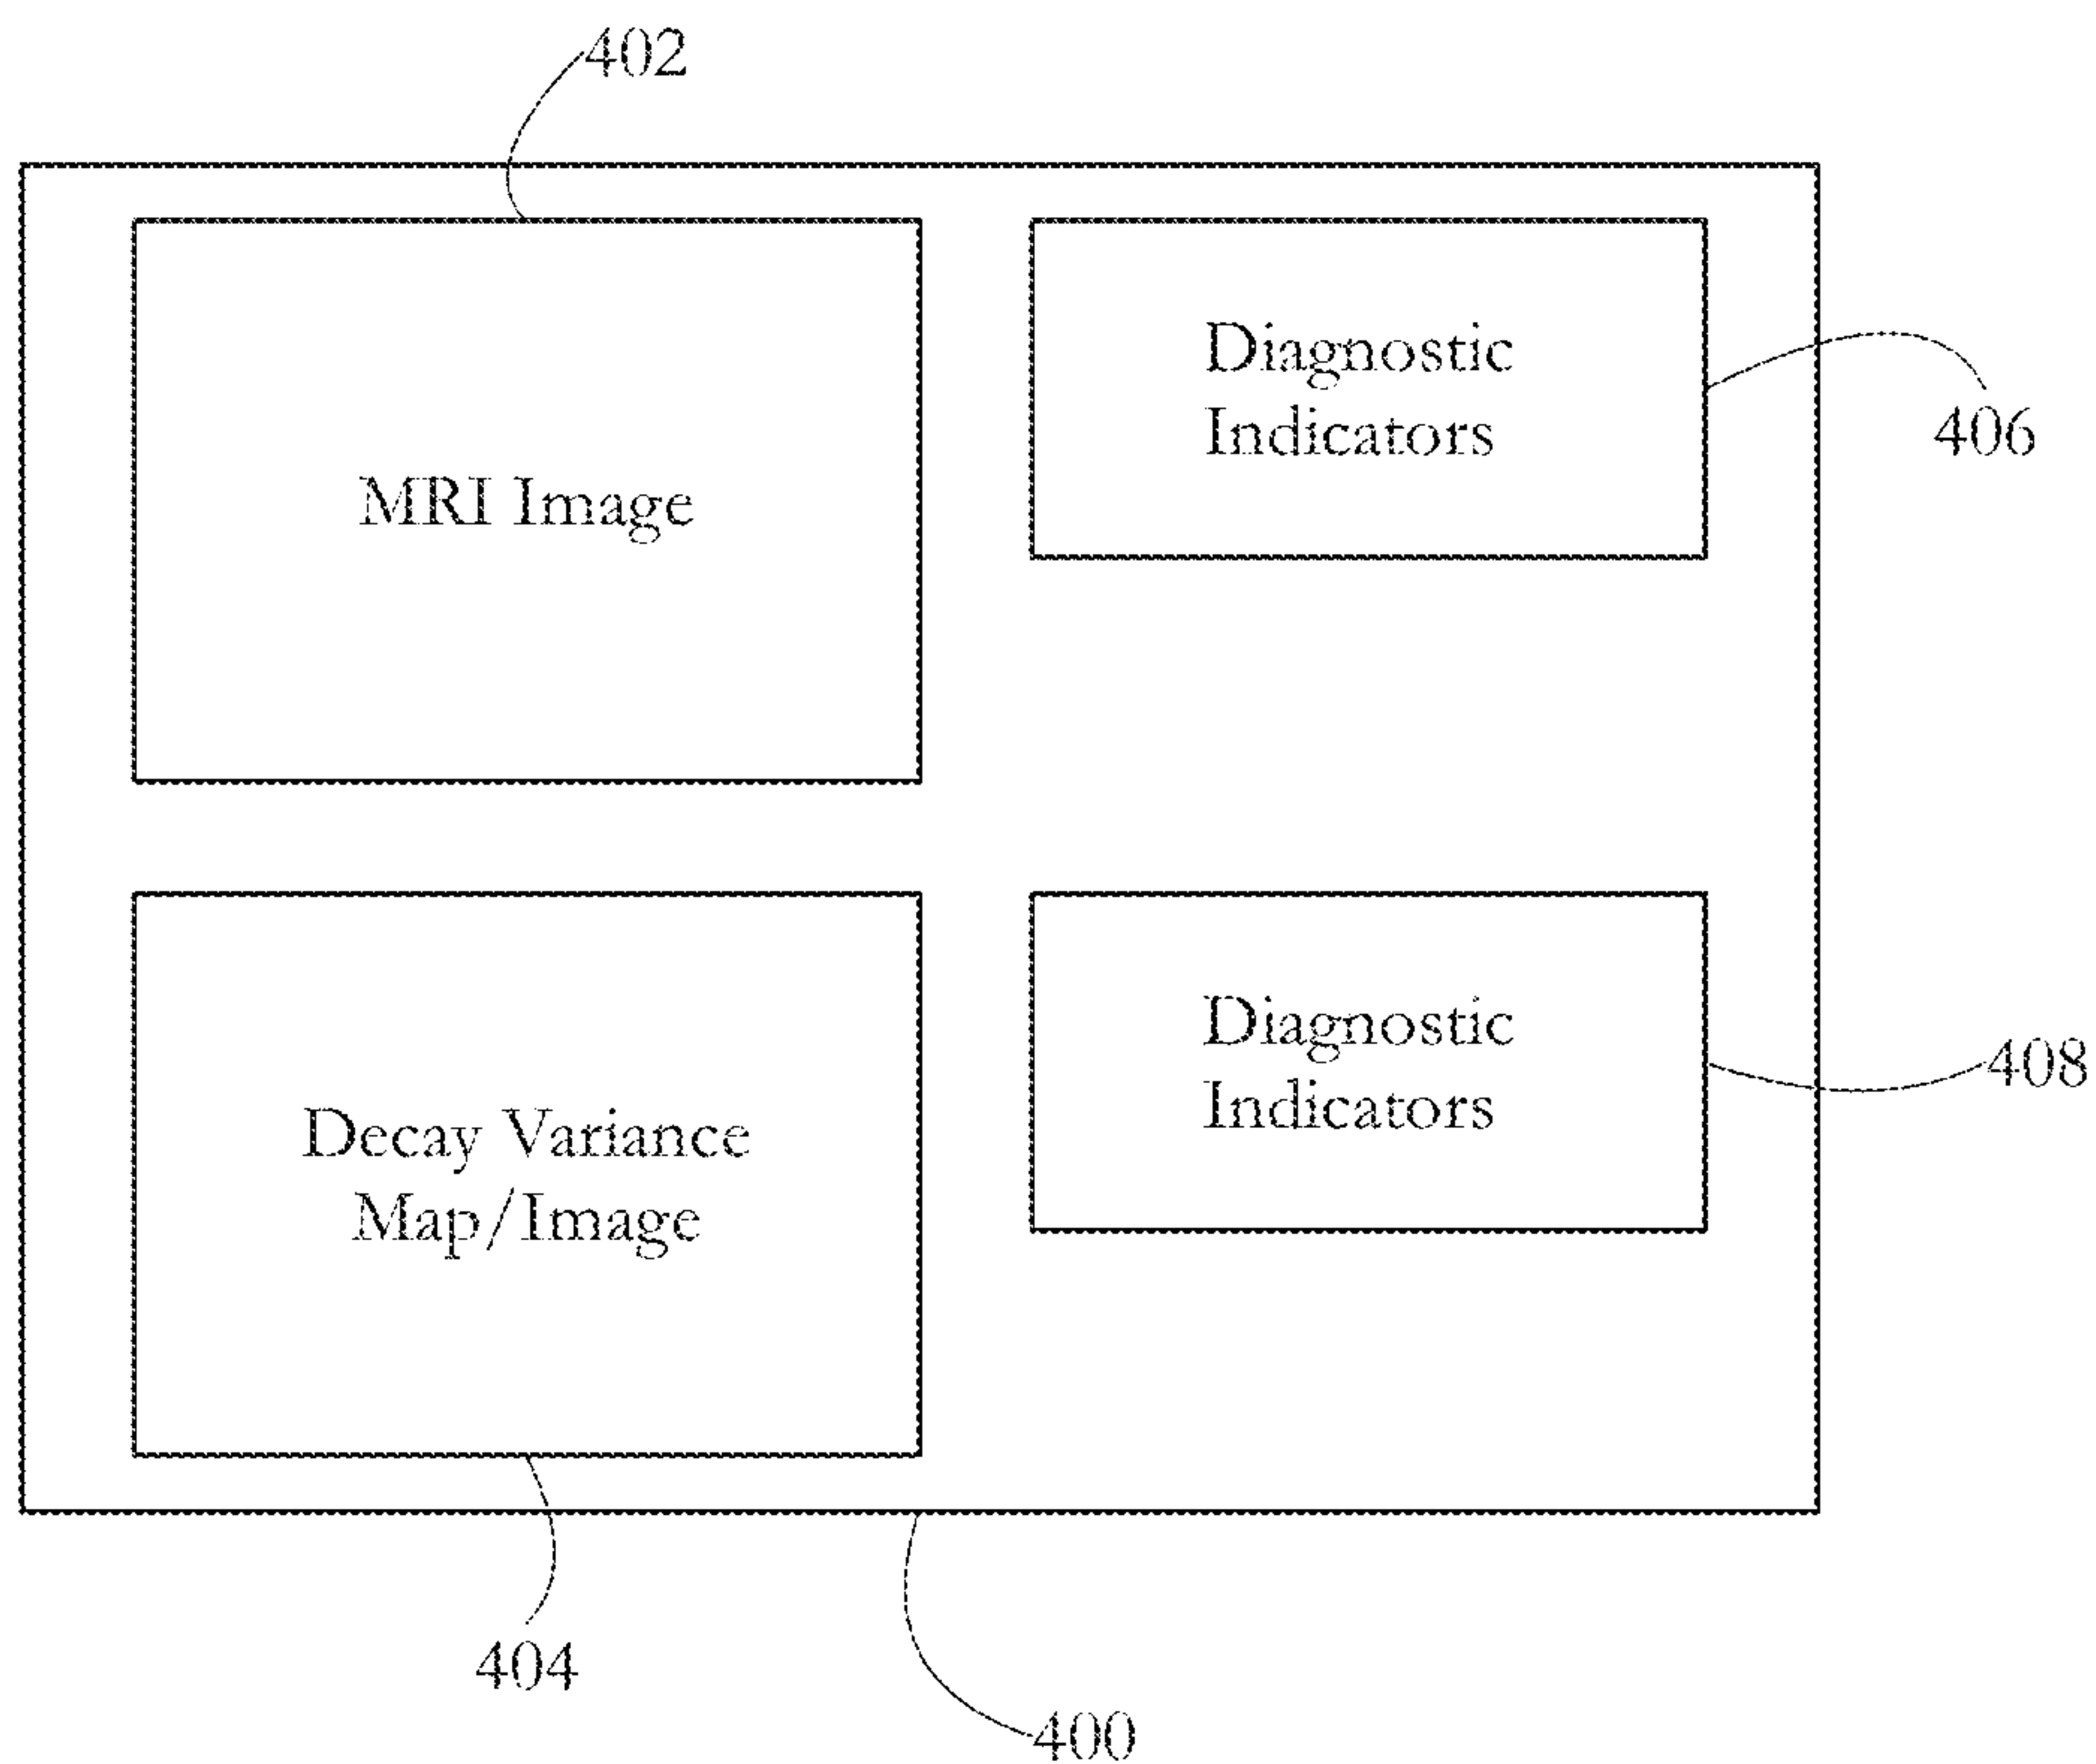 402
MRI Image
Diagnostic
Indicators
406
Decay Variance
Map/Image
Diagnostic
Indicators
408
404
400